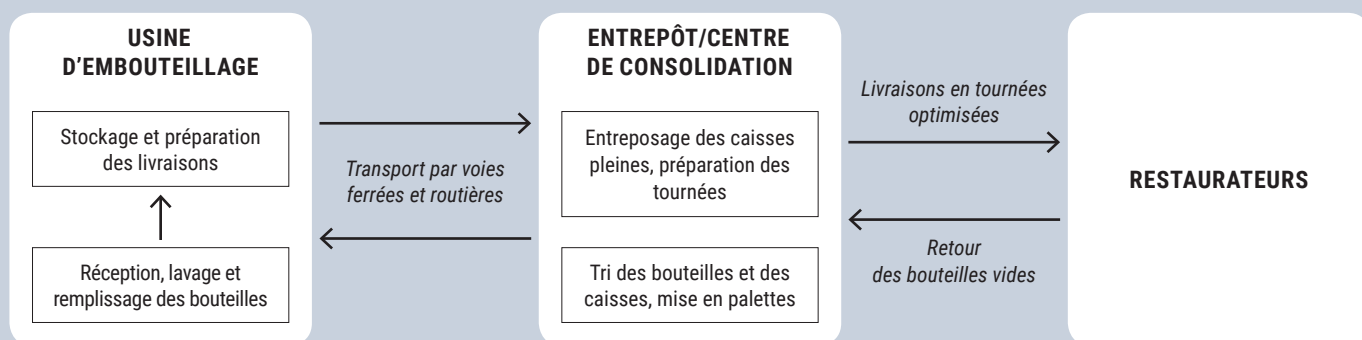 USINE
D’EMBOUTEILLAGE
Stockage et préparation
des livraisons
Réception, lavage et
remplissage des bouteilles
Transport par voies
ferrées et routières
ENTREPÔT/CENTRE
DE CONSOLIDATION
Entreposage des caisses
pleines, préparation des
tournées
Tri des bouteilles et des
caisses, mise en palettes
Livraisons en tournées
optimisées
Retour
des bouteilles vides
RESTAURATEURS